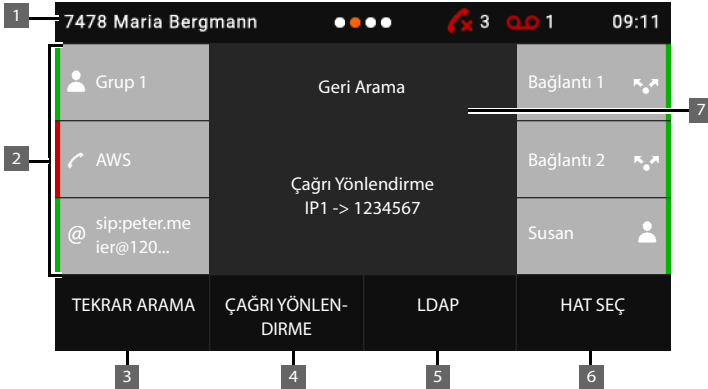 1
7478 Maria Bergmann 3 1 09:11
2
Grup 1
AWS
@ sip:peter.me
ier@120...
Geri Arama
Çağrı Yönlendirme
IP1 -> 1234567
Bağlantı 1
Bağlantı 2
Susan
7
TEKRAR ARAMA
ÇAĞRI YÖNLEN-
DIRME
LDAP
HAT SEÇ
3
4
5
6